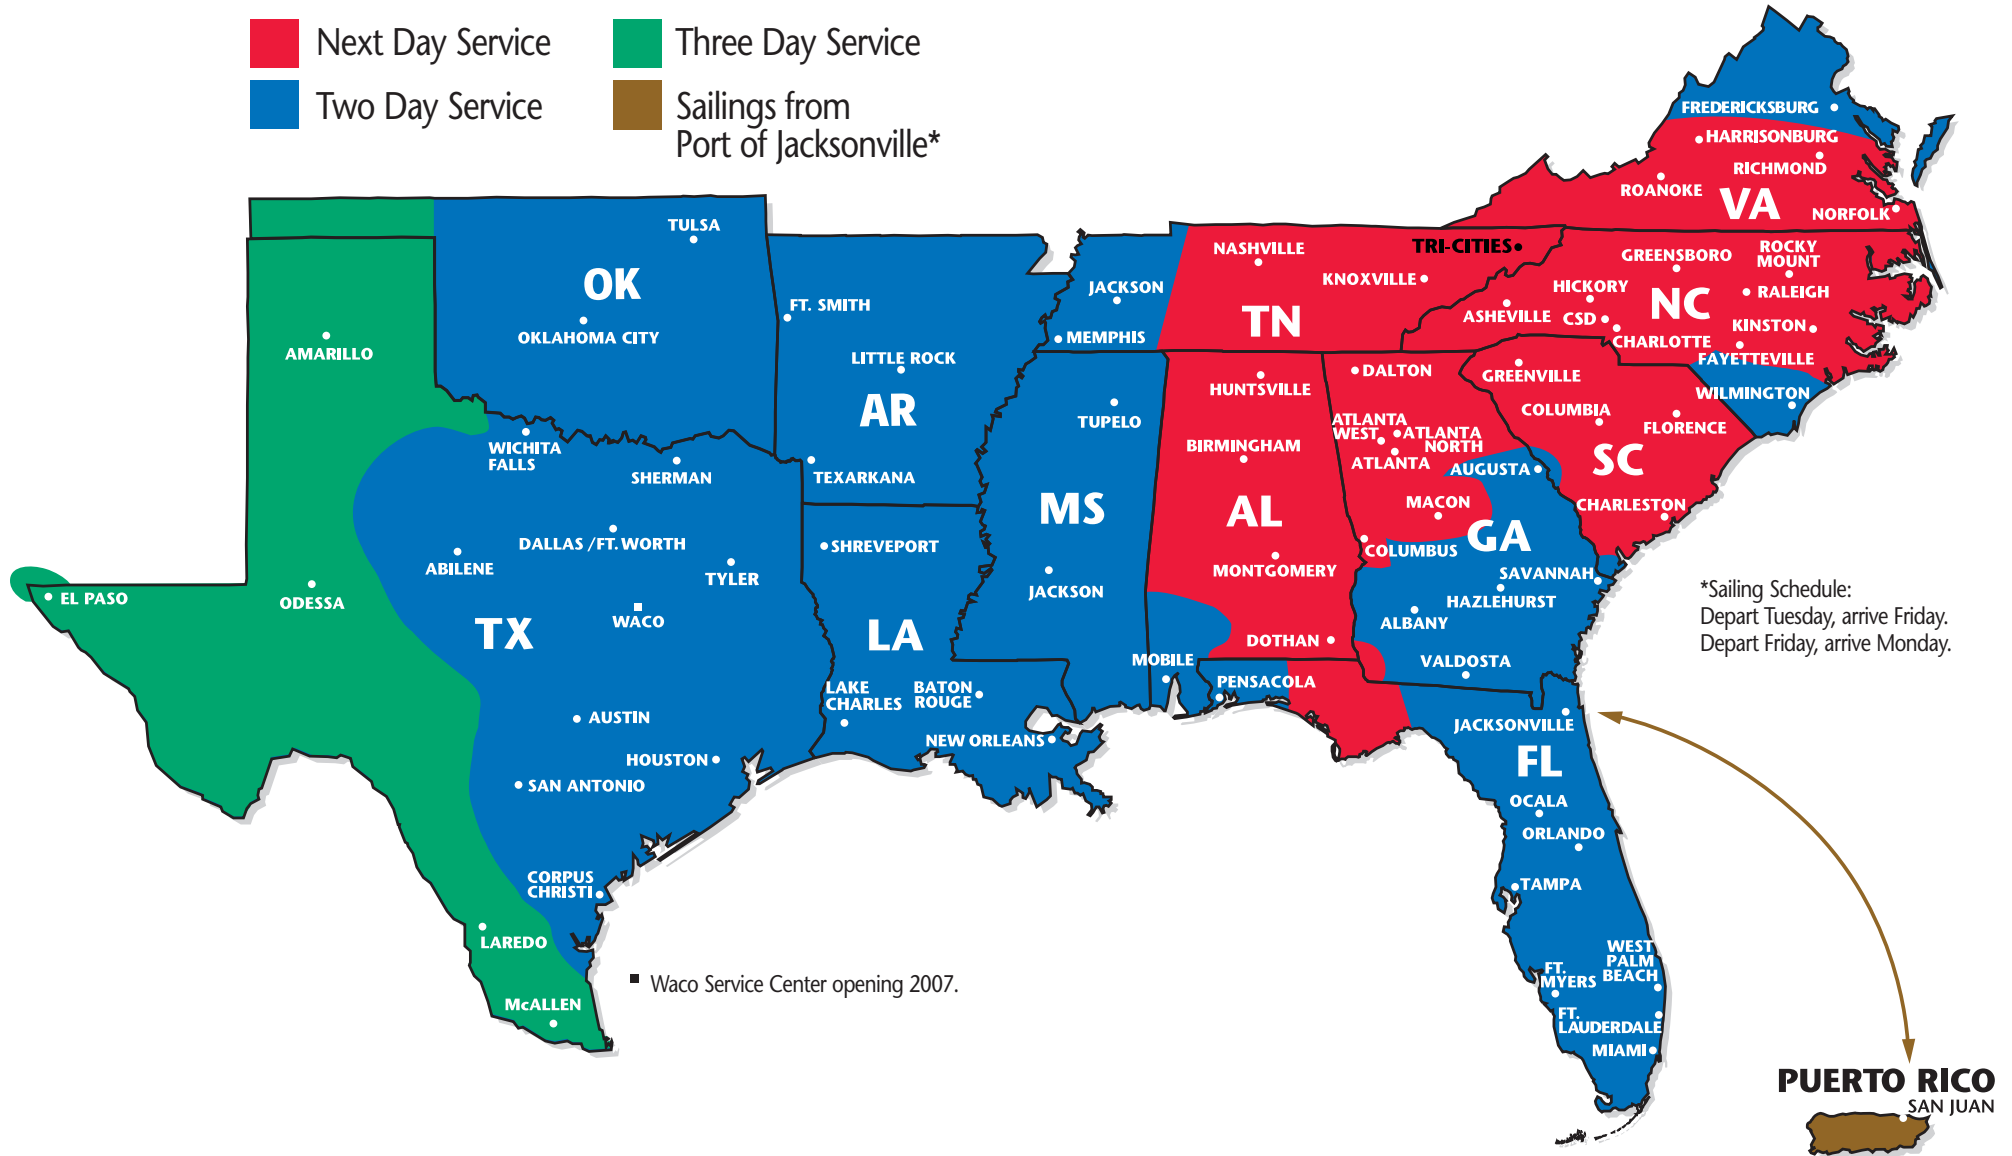 Next Day Service
Two Day Service
Three Day Service
Sailings from
Port of Jacksonville*
FREDERICKSBURG
HARRISONBURG
RICHMOND
ROANOKE
VA
NORFOLK
TULSA
OK
OKLAHOMA CITY
AMARILLO
FT. SMITH
LITTLE ROCK
AR
TEXARKANA
JACKSON
MEMPHIS
NASHVILLE
KNOXVILLE
TN
TRI-CITIES
GREENSBORO
ROCKY
MOUNT
HICKORY
NC
RALEIGH
ASHEVILLE
CSD
CHARLOTTE
KINSTON
FAYETTEVILLE
WILMINGTON
GREENVILLE
COLUMBIA
FLORENCE
SC
CHARLESTON
HUNTSVILLE
BIRMINGHAM
AL
MONTGOMERY
DOTHAN
MOBILE
DALTON
ATLANTA
WEST
ATLANTA
NORTH
ATLANTA
AUGUSTA
MACON
GA
COLUMBUS
SAVANNAH
HAZLEHURST
ALBANY
VALDOSTA
TUPELO
MS
JACKSON
WICHITA
FALLS
SHERMAN
DALLAS /FT. WORTH
ABILENE
TYLER
EL PASO
ODESSA
WACO
TX
AUSTIN
HOUSTON
SAN ANTONIO
CORPUS
CHRISTI
LAREDO
McALLEN
SHREVEPORT
LA
LAKE
CHARLES
BATON
ROUGE
NEW ORLEANS
PENSACOLA
JACKSONVILLE
FL
OCALA
ORLANDO
TAMPA
WEST
PALM
BEACH
FT.
MYERS
FT.
LAUDERDALE
MIAMI
*Sailing Schedule:
Depart Tuesday, arrive Friday.
Depart Friday, arrive Monday.
Waco Service Center opening 2007.
PUERTO RICO
SAN JUAN